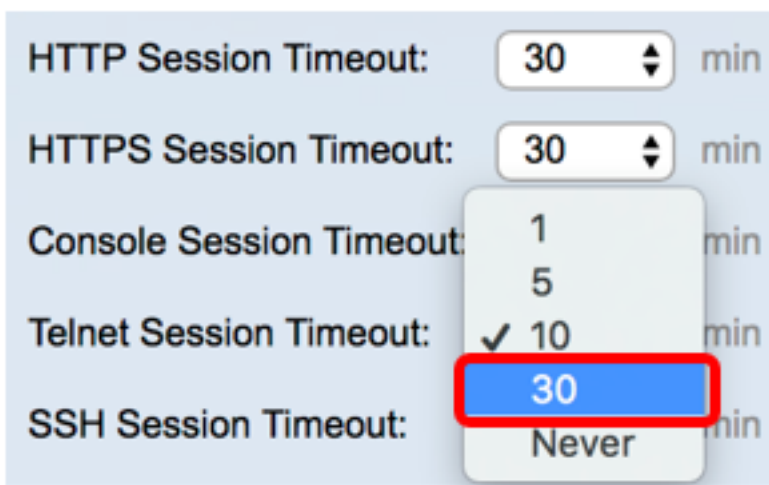 HTTP Session Timeout: 30 min
HTTPS Session Timeout: 30 min
Console Session Timeout: 1 min
5
Telnet Session Timeout: ✓ 10 min
30
SSH Session Timeout: Never min